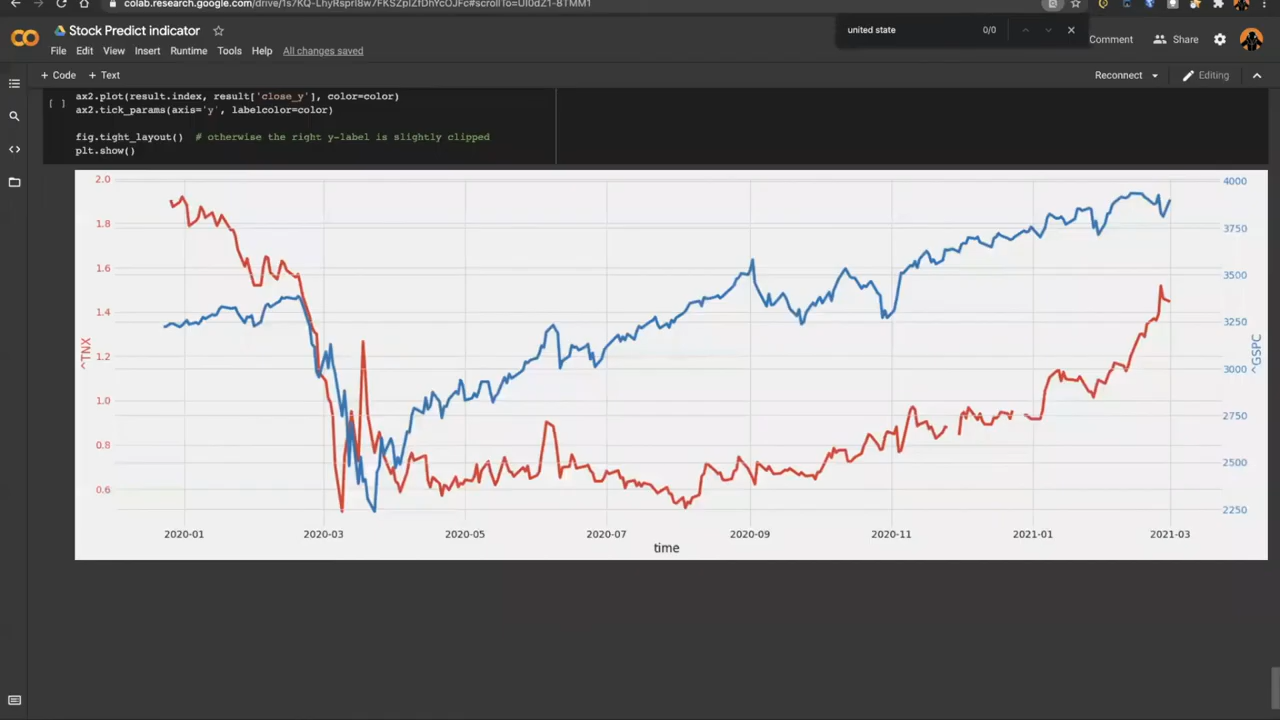 colab.research.google.com/drive/1s7KQ-LhyRsprI8w7FKSZpIZfDhYcOJFc#scrollTo=UI0dZ1-8TMM1
Stock Predict indicator
united state 0/0
File Edit View Insert Runtime Tools Help All changes saved
Comment Share
+ Code + Text
Reconnect Editing
ax2.plot(result.index, result['close_y'], color=color)
[ ] ax2.tick_params(axis='y', labelcolor=color)
fig.tight_layout() # otherwise the right y-label is slightly clipped
plt.show()
2.0 4000
1.8 3750
1.6 3500
1.4 3250
^TNX 1.2 3000 ^GSPC
1.0 2750
0.8 2500
0.6 2250
2020-01 2020-03 2020-05 2020-07 2020-09 2020-11 2021-01 2021-03
time